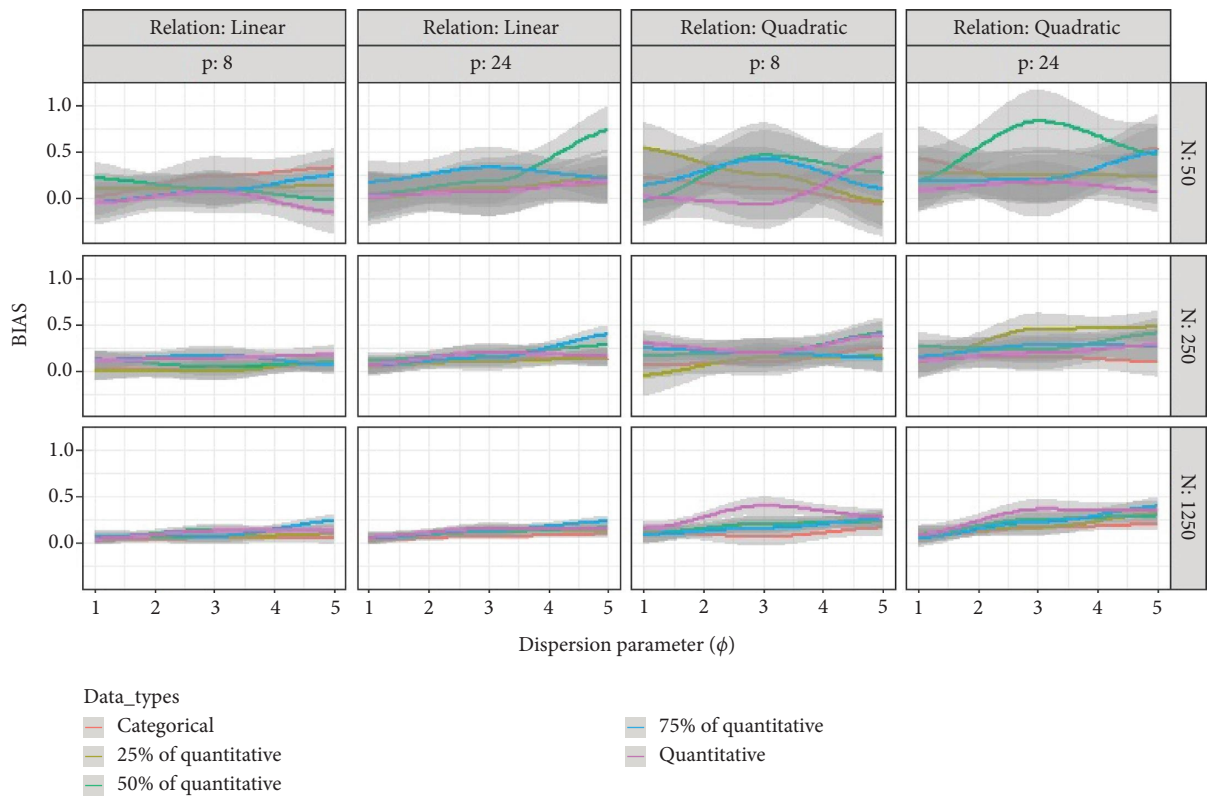 Relation: Linear
Relation: Linear
Relation: Quadratic
Relation: Quadratic
p: 8
p: 24
p: 8
p: 24
1.0
0.5
0.0
N: 50
1.0
0.5
0.0
N: 250
1.0
0.5
0.0
N: 1250
BIAS
1 2 3 4 5
1 2 3 4 5
1 2 3 4 5
1 2 3 4 5
Dispersion parameter (ϕ)
Data_types
Categorical
25% of quantitative
50% of quantitative
75% of quantitative
Quantitative